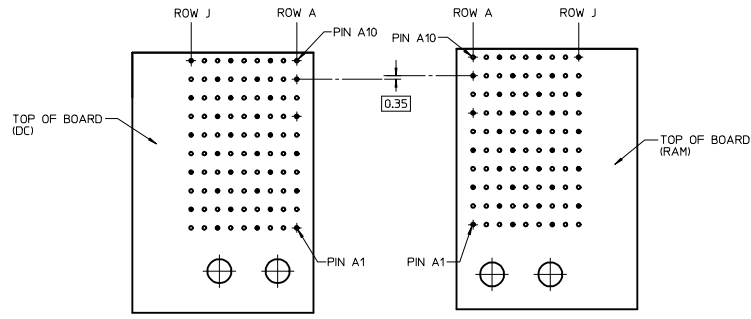 ROW J
ROW A
PIN A10
TOP OF BOARD
(DC)
PIN A1
0.35
ROW A
ROW J
PIN A10
TOP OF BOARD
(RAM)
PIN A1